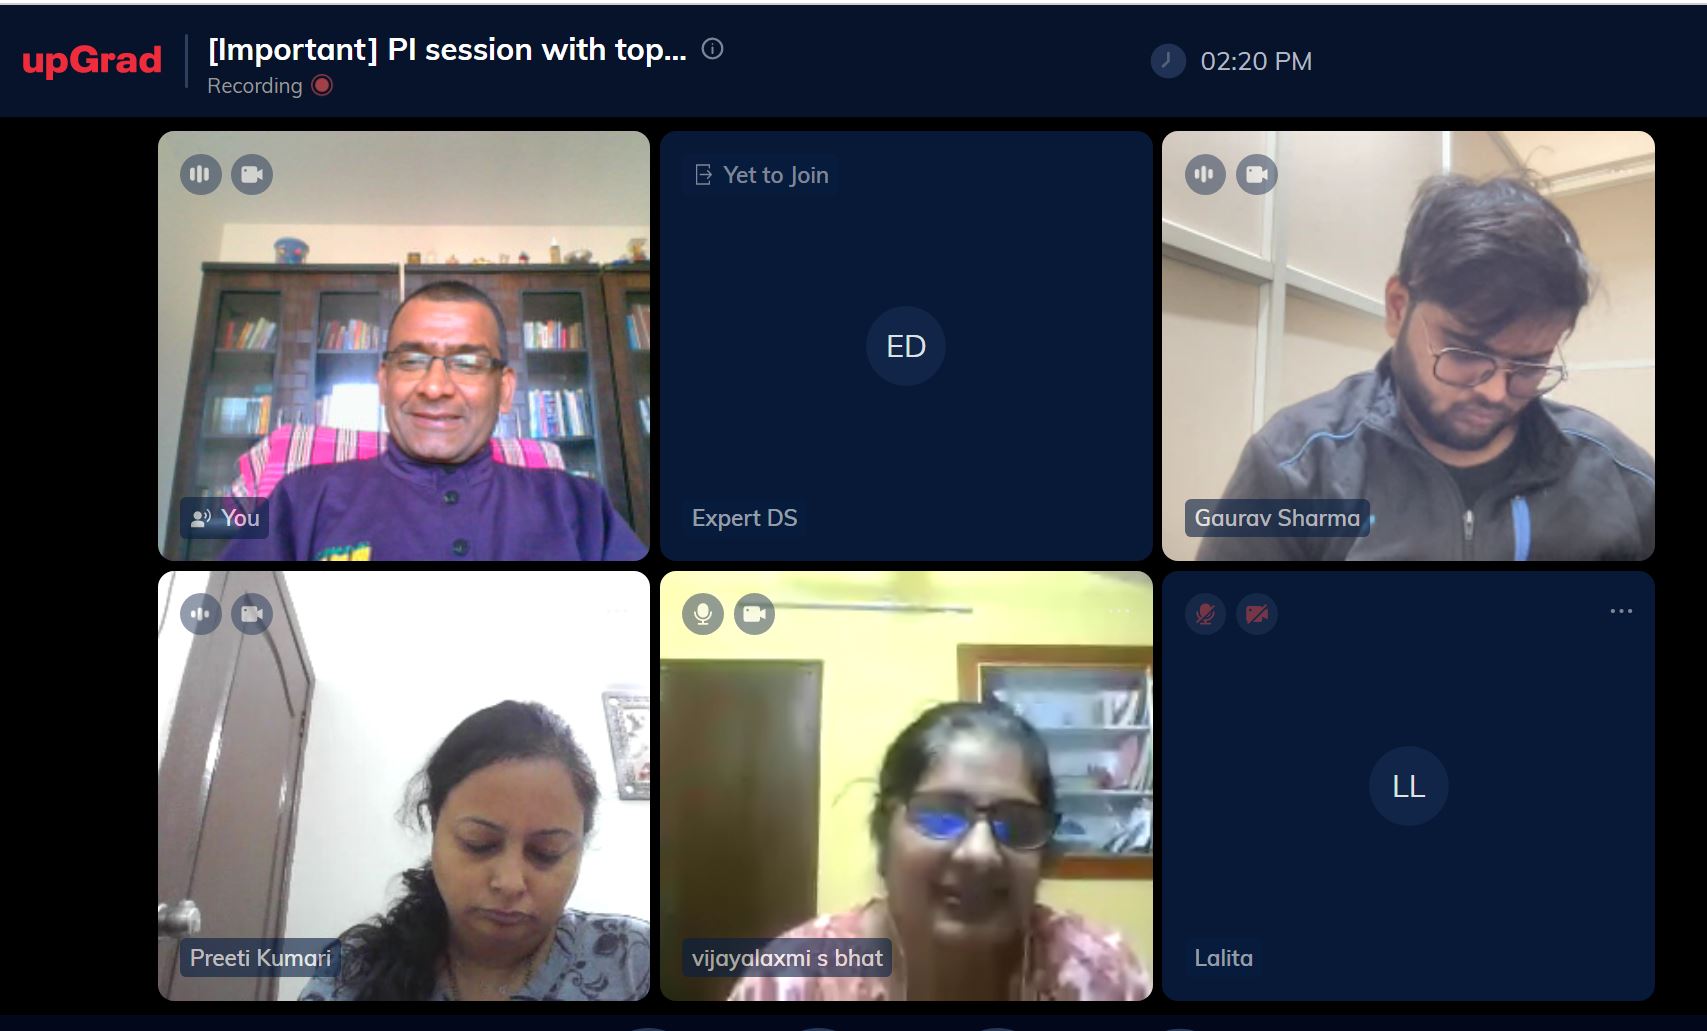 upGrad
[Important] PI session with top...
Recording
02:20 PM
You
Yet to Join
ED
Expert DS
Gaurav Sharma
Preeti Kumari
vijayalaxmi s bhat
LL
Lalita